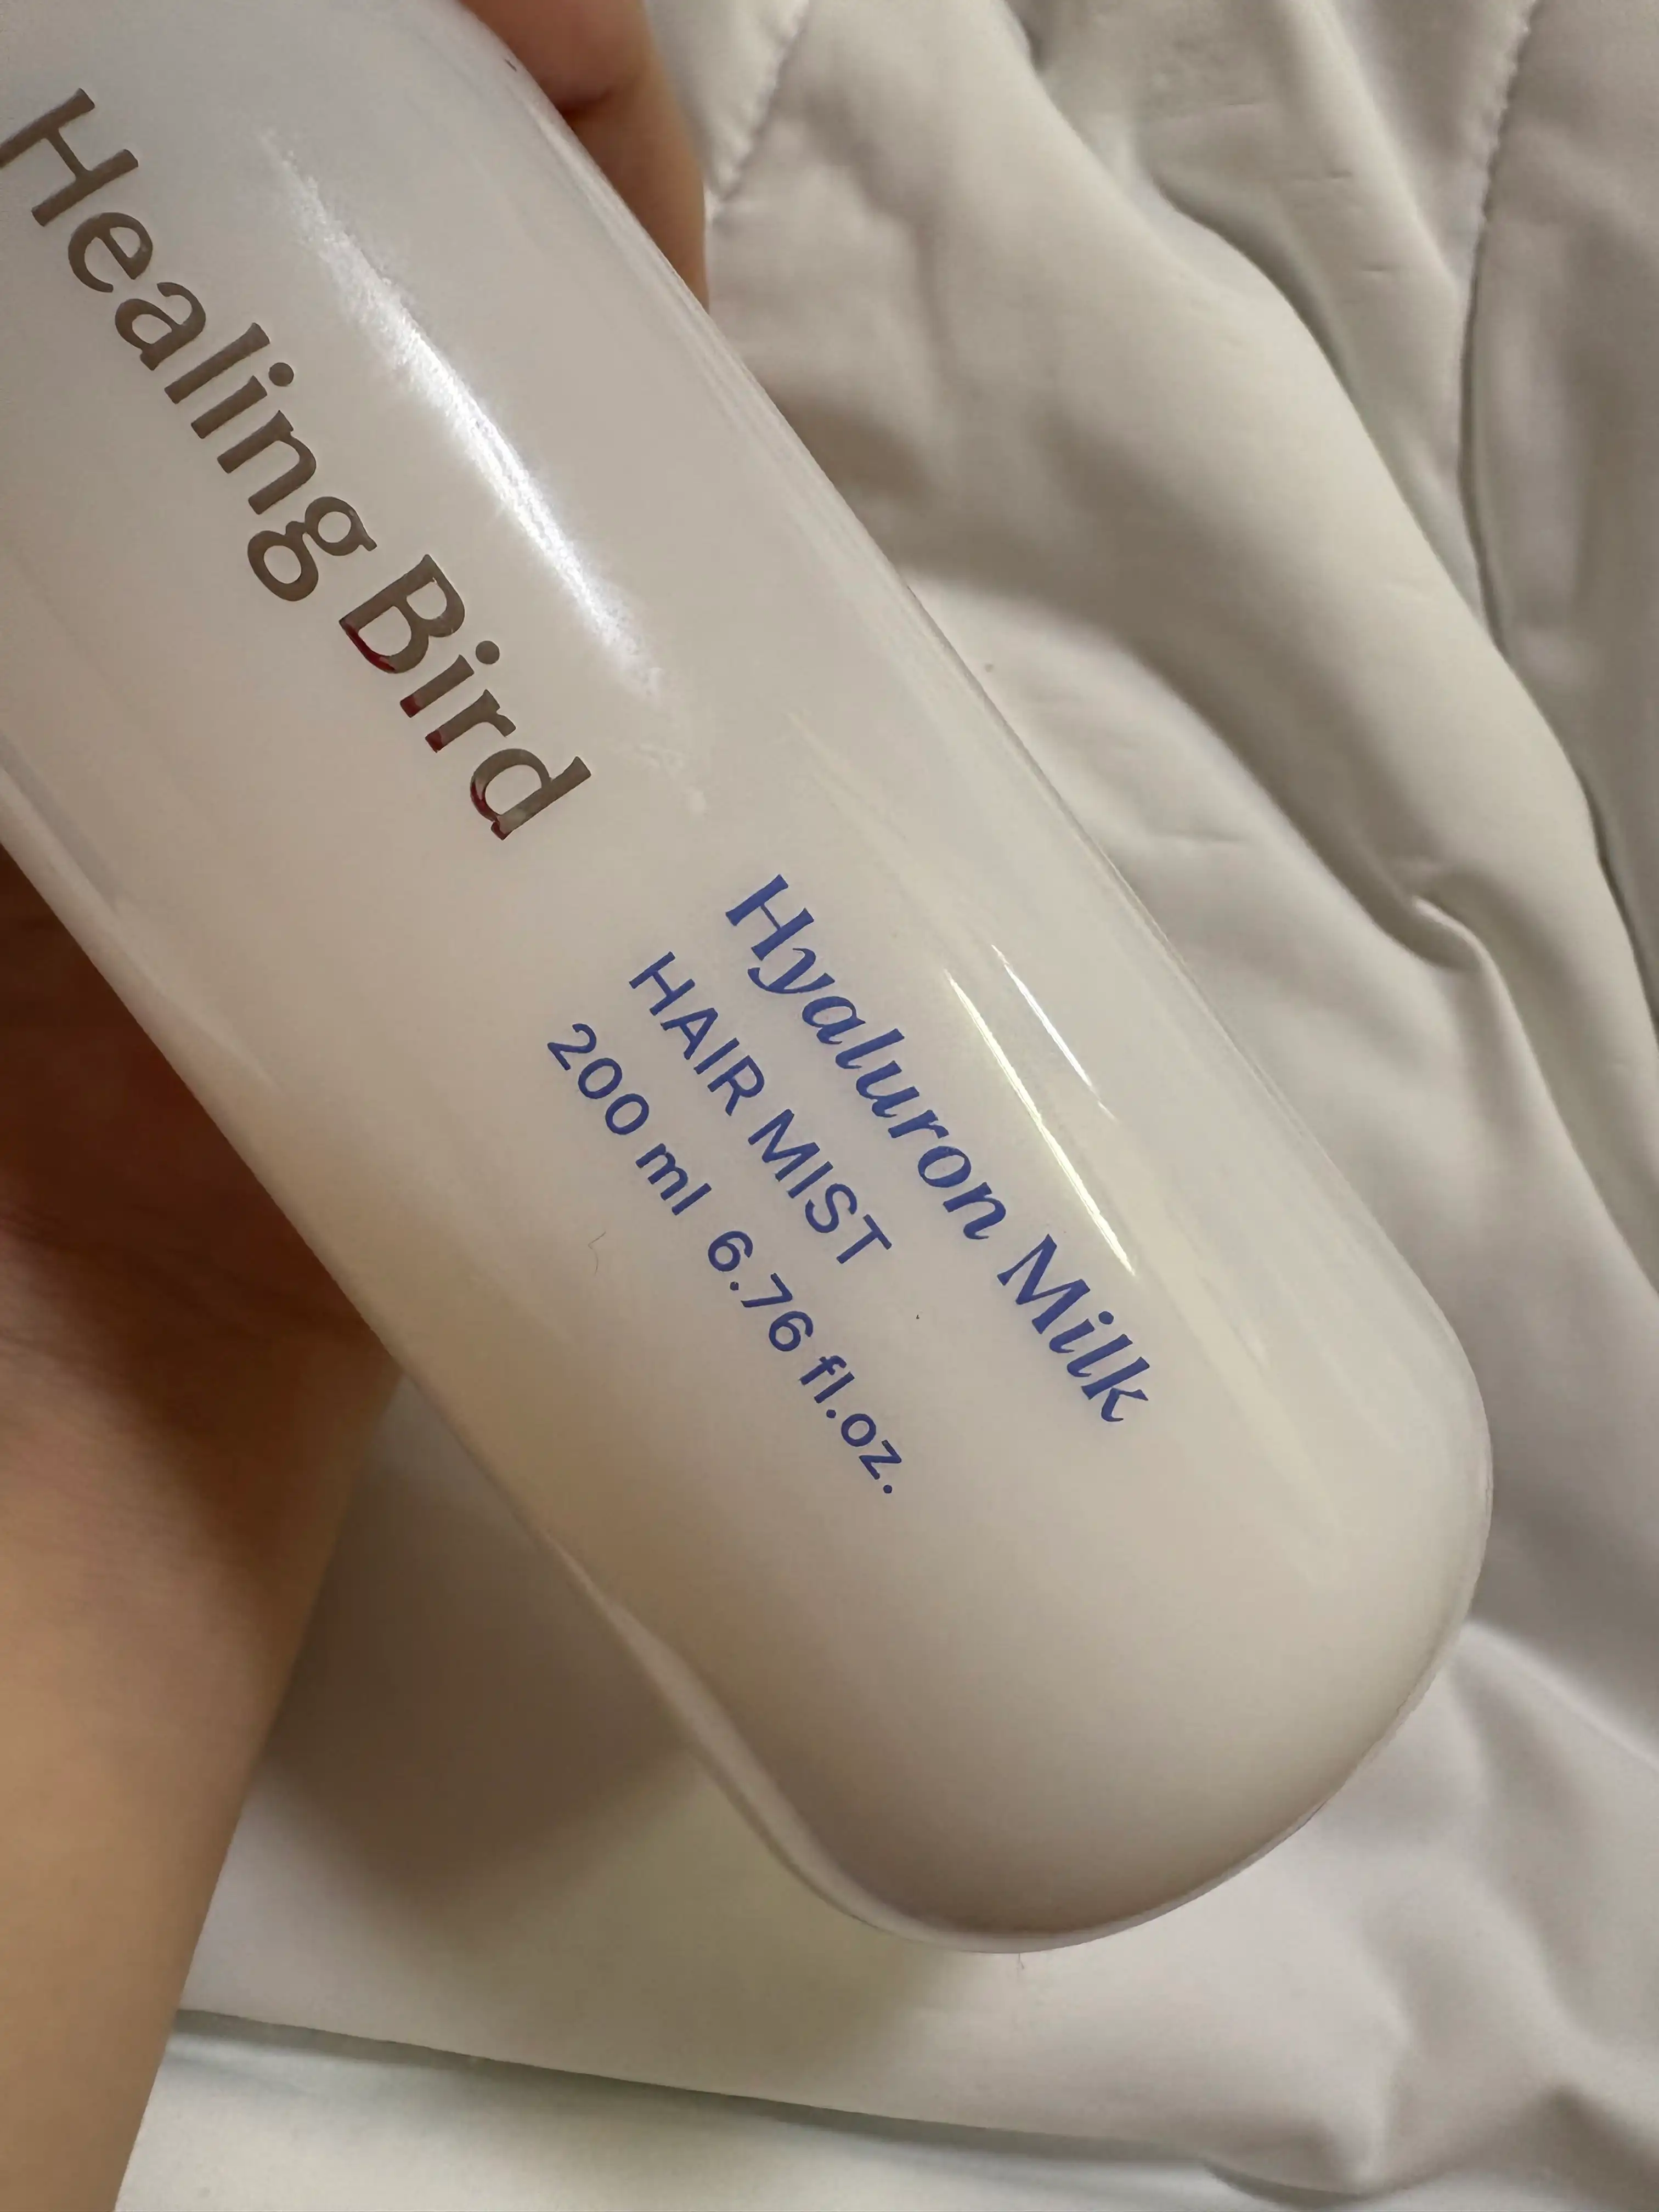 Healing Bird
Hyaluron Milk
HAIR MIST
200 ml 6.76 fl.oz.